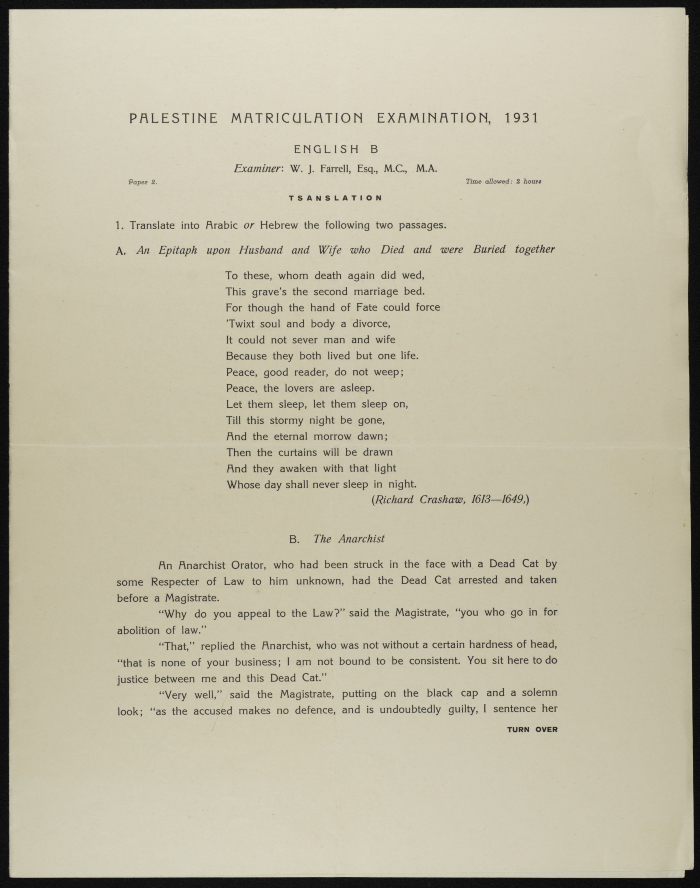 PALESTINE MATRICULATION EXAMINATION, 1931
ENGLISH B
Examiner: W. J. Farrell, Esq., M.C., M.A.
Paper 2.
Time allowed: 2 hours
TSANSLATION
1. Translate into Arabic or Hebrew the following two passages.
A. An Epitaph upon Husband and Wife who Died and were Buried together
To these, whom death again did wed,
This grave's the second marriage bed.
For though the hand of Fate could force
'Twixt soul and body a divorce,
It could not sever man and wife
Because they both lived but one life.
Peace, good reader, do not weep;
Peace, the lovers are asleep.
Let them sleep, let them sleep on,
Till this stormy night be gone,
And the eternal morrow dawn;
Then the curtains will be drawn
And they awaken with that light
Whose day shall never sleep in night.
(Richard Crashaw, 1613—1649.)
B. The Anarchist
An Anarchist Orator, who had been struck in the face with a Dead Cat by
some Respecter of Law to him unknown, had the Dead Cat arrested and taken
before a Magistrate.
"Why do you appeal to the Law?" said the Magistrate, "you who go in for
abolition of law."
"That," replied the Anarchist, who was not without a certain hardness of head,
"that is none of your business; I am not bound to be consistent. You sit here to do
justice between me and this Dead Cat."
"Very well," said the Magistrate, putting on the black cap and a solemn
look; "as the accused makes no defence, and is undoubtedly guilty, I sentence her
TURN OVER